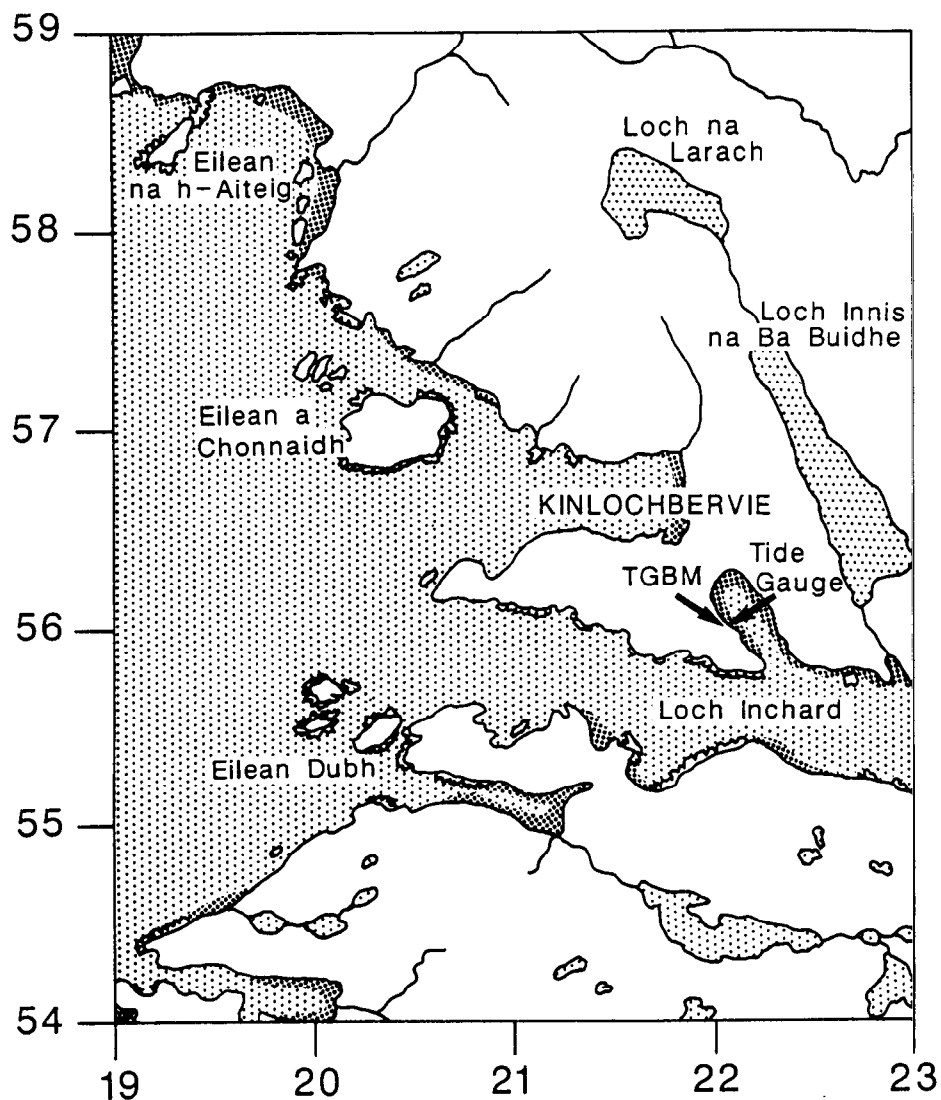 59
Loch na
Larach
Eilean
na h-Aiteig
58
Loch Innis
na Ba Buidhe
57
Eilean a
Chonnaidh
KINLOCHBERVIE
Tide
TGBM
Gauge
56
Loch Inchard
Eilean Dubh
55
54
19
20
21
22
23